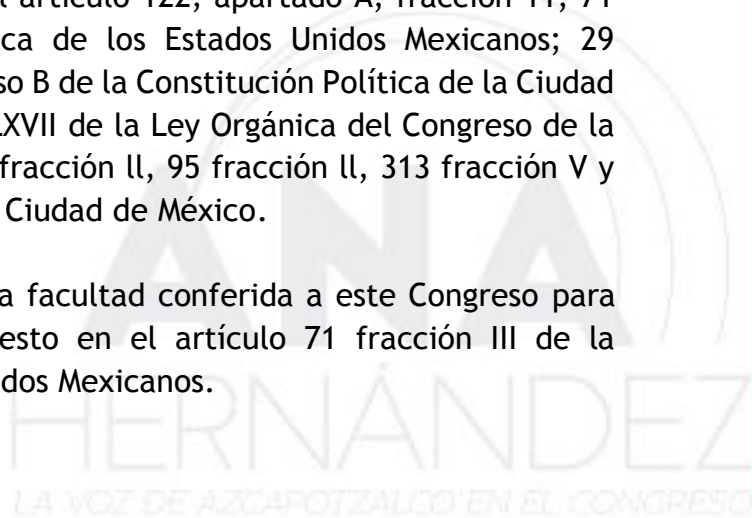 l artículo 122, apartado A, fracción 11, 71
ca de los Estados Unidos Mexicanos; 29
so B de la Constitución Política de la Ciudad
LXVII de la Ley Orgánica del Congreso de la
fracción ll, 95 fracción ll, 313 fracción V y
Ciudad de México.
a facultad conferida a este Congreso para
esto en el artículo 71 fracción III de la
dos Mexicanos.
ANA
HERNÁNDEZ
LA VOZ DE AZCAPOTZALCO EN EL CONGRESO